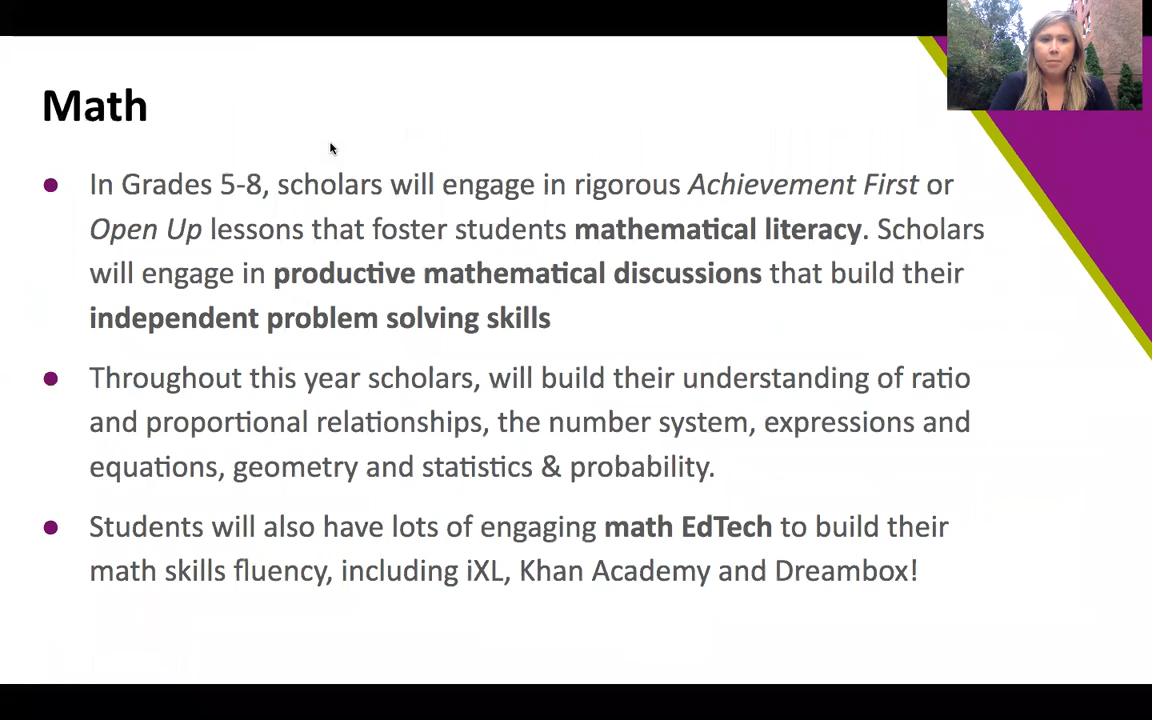 Math
In Grades 5-8, scholars will engage in rigorous Achievement First or
Open Up lessons that foster students mathematical literacy. Scholars
will engage in productive mathematical discussions that build their
independent problem solving skills
Throughout this year scholars, will build their understanding of ratio
and proportional relationships, the number system, expressions and
equations, geometry and statistics & probability.
Students will also have lots of engaging math EdTech to build their
math skills fluency, including iXL, Khan Academy and Dreambox!